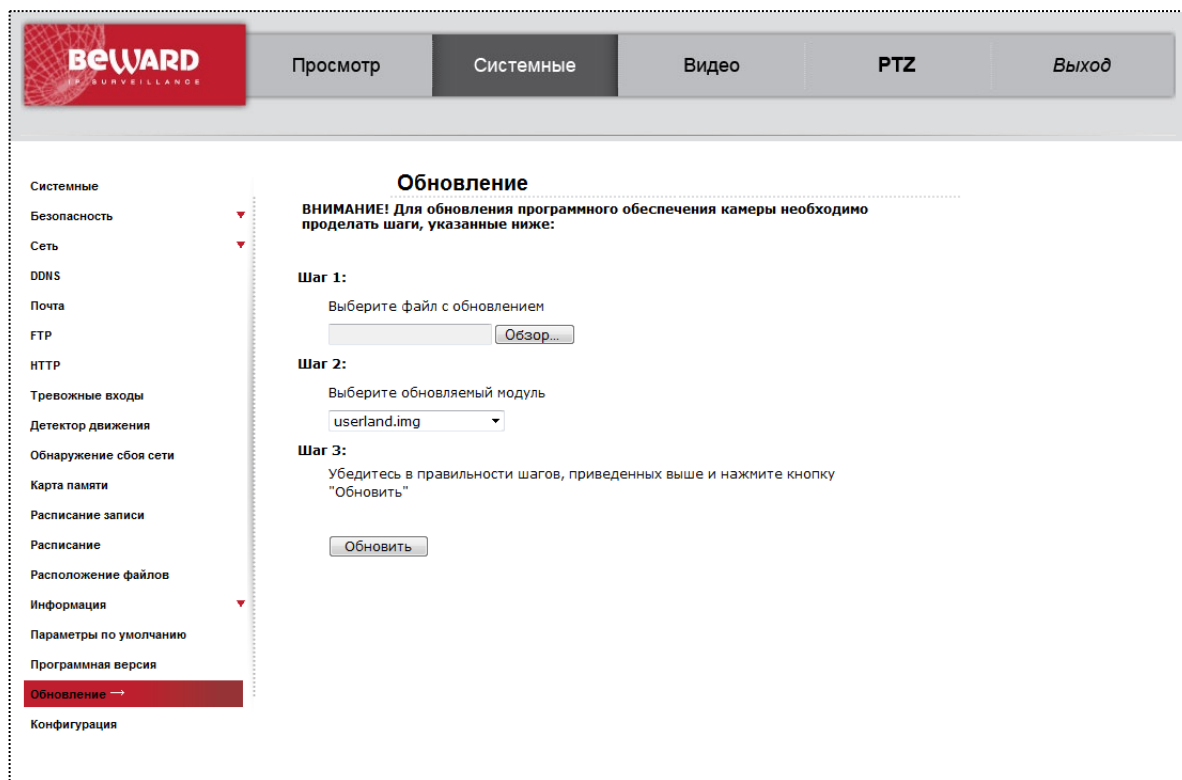 BEWARD
IP SURVEILLANCE
Просмотр
Системные
Видео
PTZ
Выход
Системные
Безопасность
Сеть
DDNS
Почта
FTP
HTTP
Тревожные входы
Детектор движения
Обнаружение сбоя сети
Карта памяти
Расписание записи
Расписание
Расположение файлов
Информация
Параметры по умолчанию
Программная версия
Обновление →
Конфигурация
Обновление
ВНИМАНИЕ! Для обновления программного обеспечения камеры необходимо
проделать шаги, указанные ниже:
Шаг 1:
Выберите файл с обновлением
Обзор...
Шаг 2:
Выберите обновляемый модуль
userland.img
Шаг 3:
Убедитесь в правильности шагов, приведенных выше и нажмите кнопку
"Обновить"
Обновить